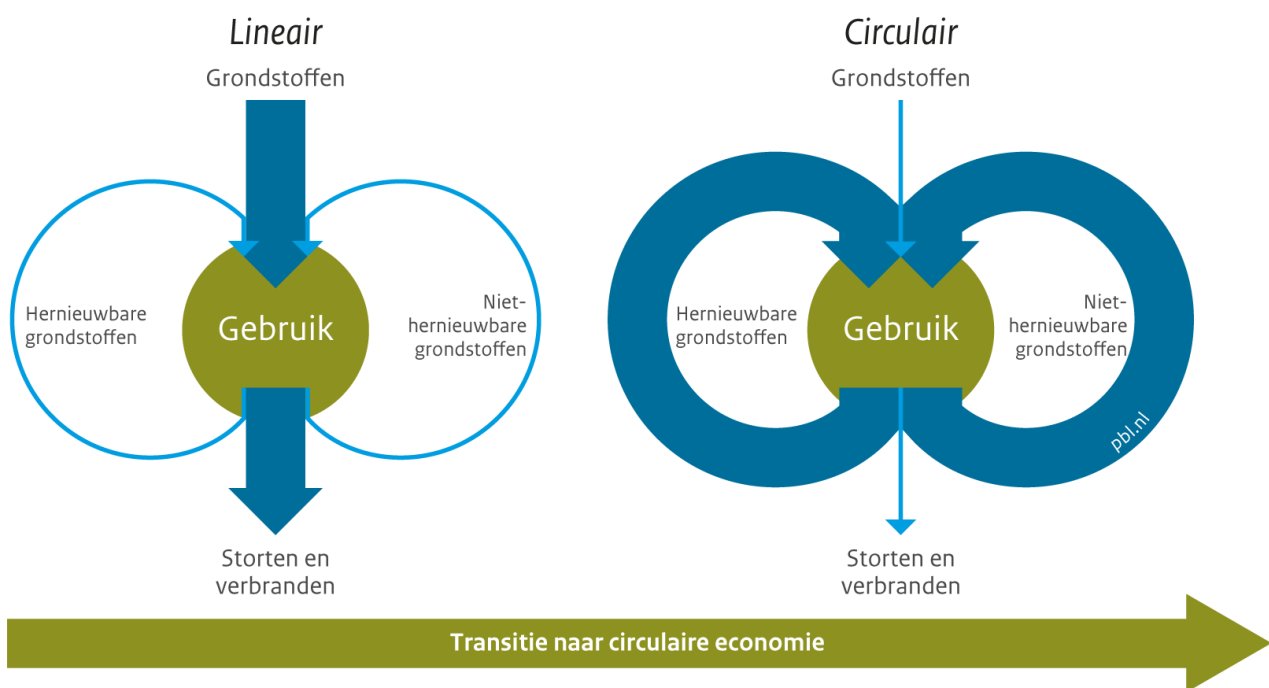 Lineair
Grondstoffen
Hernieuwbare
grondstoffen
Gebruik
Niet-
hernieuwbare
grondstoffen
Storten en
verbranden
Circulair
Grondstoffen
Hernieuwbare
grondstoffen
Gebruik
Niet-
hernieuwbare
grondstoffen
pbl.nl
Storten en
verbranden
Transitie naar circulaire economie